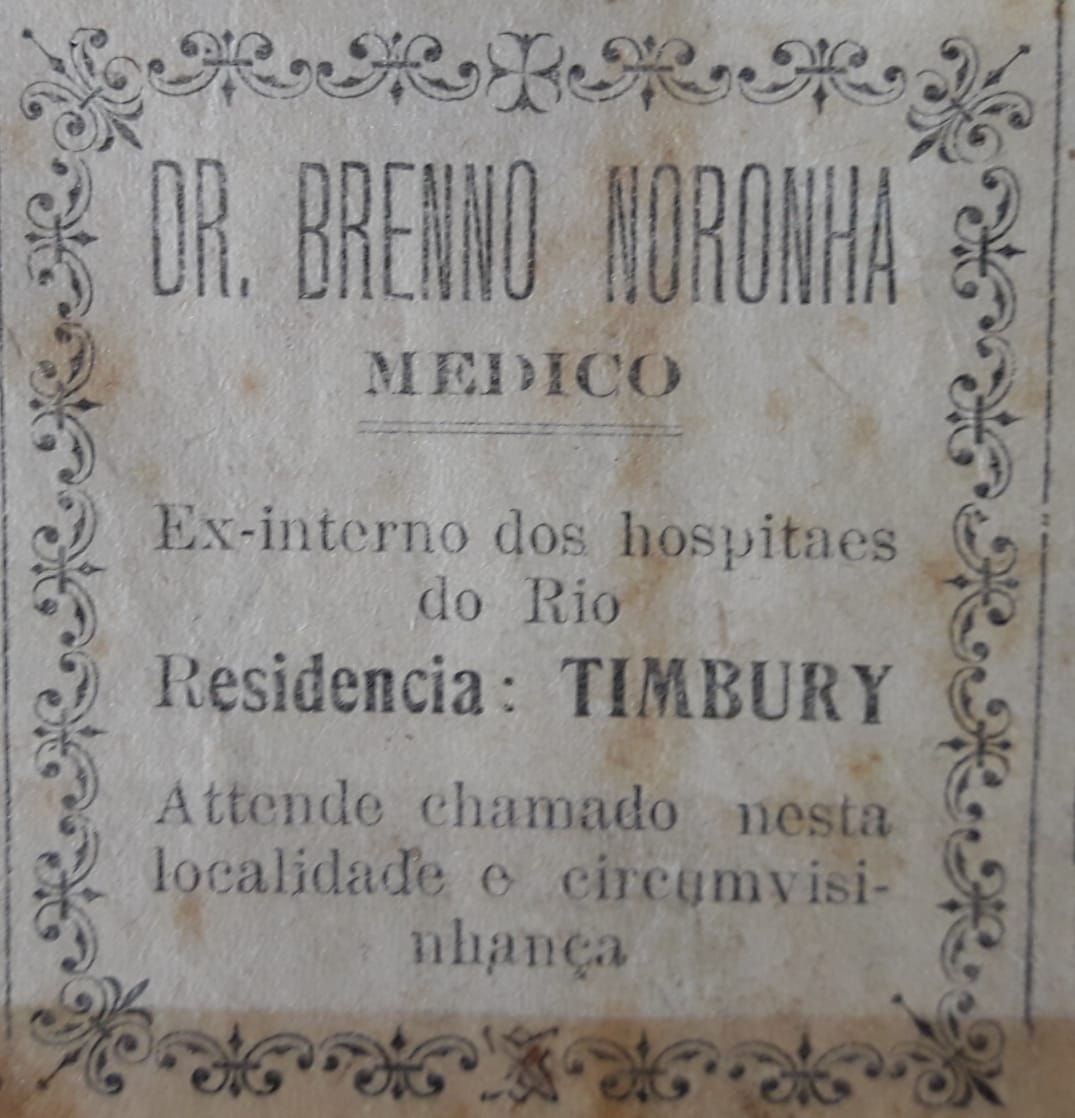 DR. BRENNO NORONHA
MEDICO
Ex-interno dos hospitaes
do Rio
Residencia: TIMBURY
Attende chamado nesta
localidade e circumvisi-
nhança